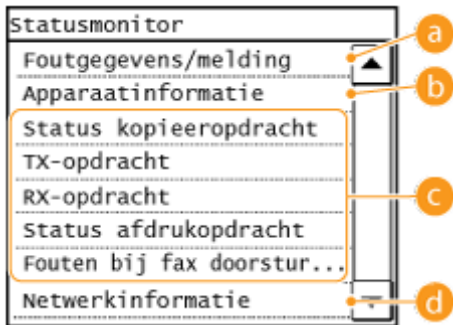 Statusmonitor
Foutgegevens/melding
a
Apparaatinformatie
b
Status kopieeropdracht
TX-opdracht
RX-opdracht
c
Status afdrukopdracht
Fouten bij fax doorstur...
Netwerkinformatie
d